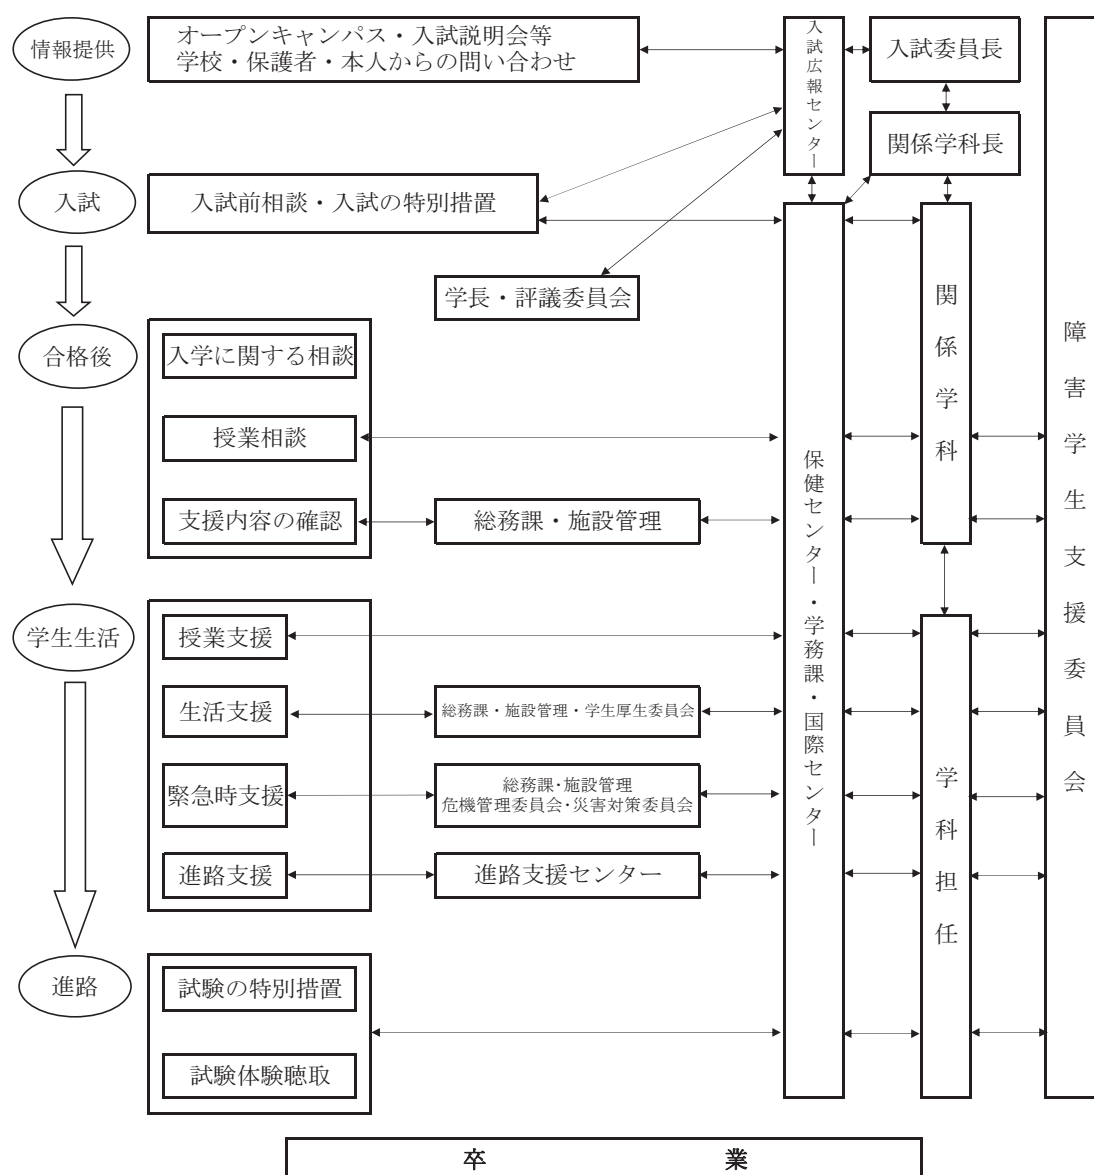 情報提供
オープンキャンパス・入試説明会等
学校・保護者・本人からの問い合わせ
入試広報センター
入試委員長
関係学科長
入試
入試前相談・入試の特別措置
学長・評議委員会
合格後
入学に関する相談
授業相談
支援内容の確認
総務課・施設管理
関係学科
保健センター・学務課・国際センター
障害学生支援委員会
学生生活
授業支援
生活支援
総務課・施設管理・学生厚生委員会
緊急時支援
総務課・施設管理
危機管理委員会・災害対策委員会
進路支援
進路支援センター
学科担任
進路
試験の特別措置
試験体験聴取
卒業